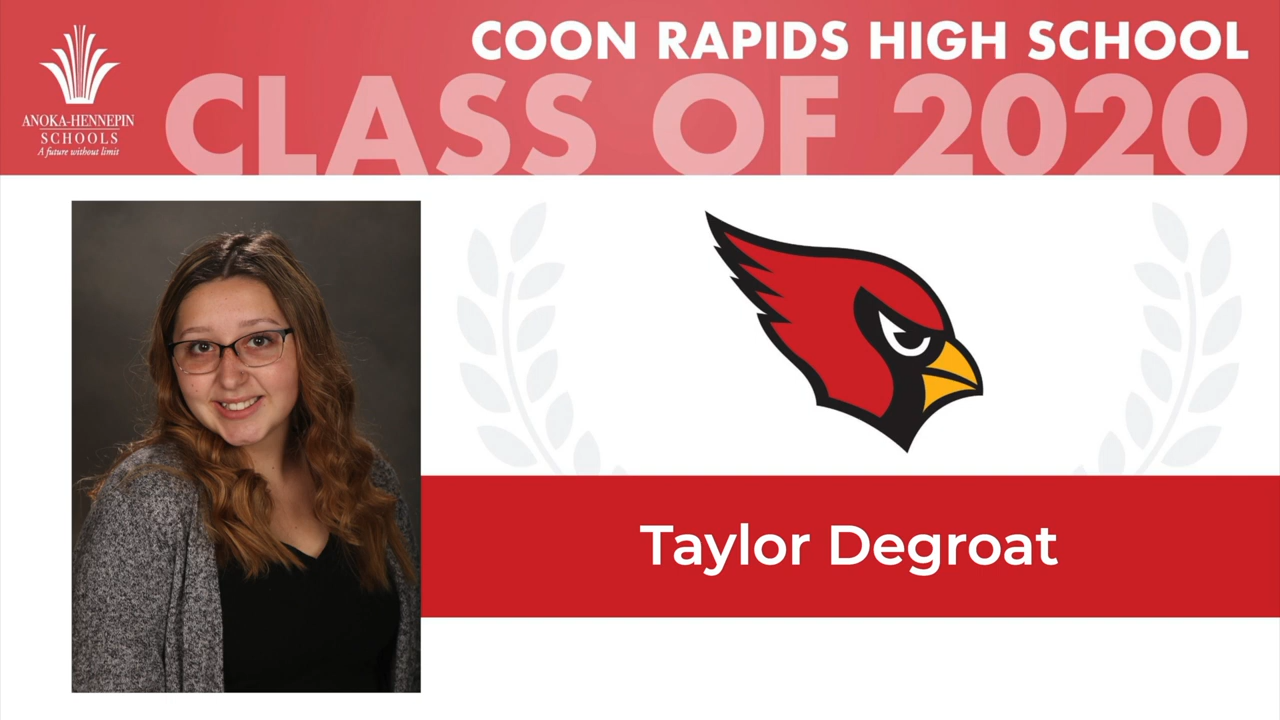 COON RAPIDS HIGH SCHOOL
CLASS OF 2020
ANOKA-HENNEPIN
SCHOOLS
A future without limit
Taylor Degroat